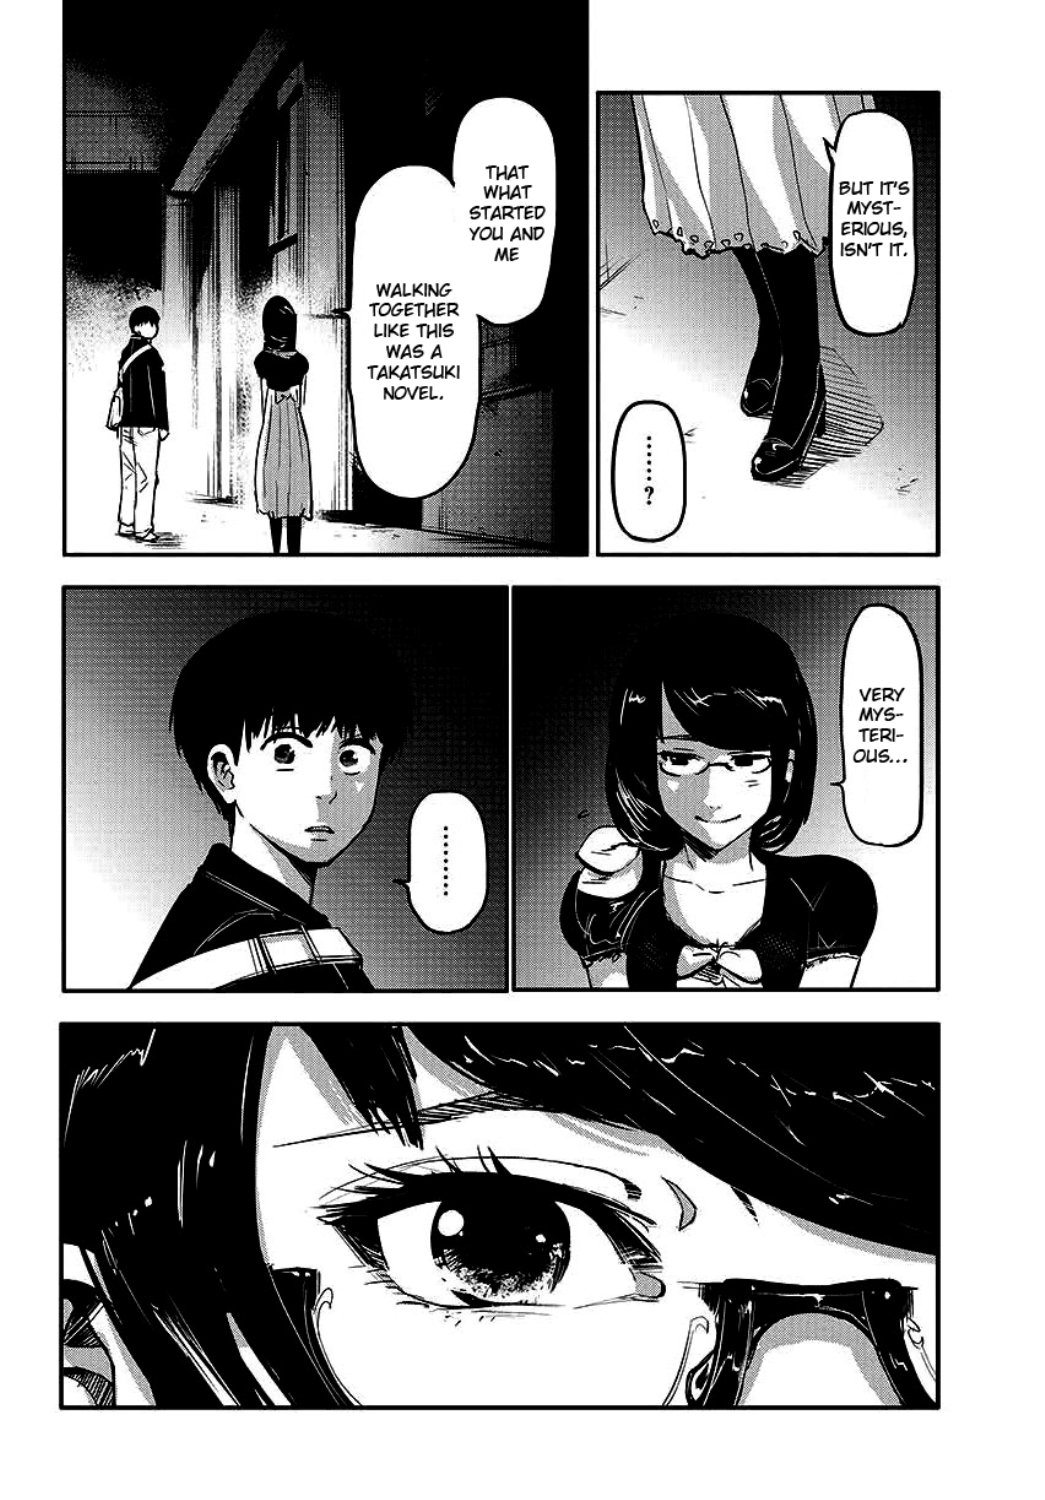 BUT IT'S
MYST-
ERIOUS,
ISN'T IT.
.......?
THAT
WHAT
STARTED
YOU AND
ME
WALKING
TOGETHER
LIKE THIS
WAS A
TAKATSUKI
NOVEL.
VERY
MYS-
TERI-
OUS...
........